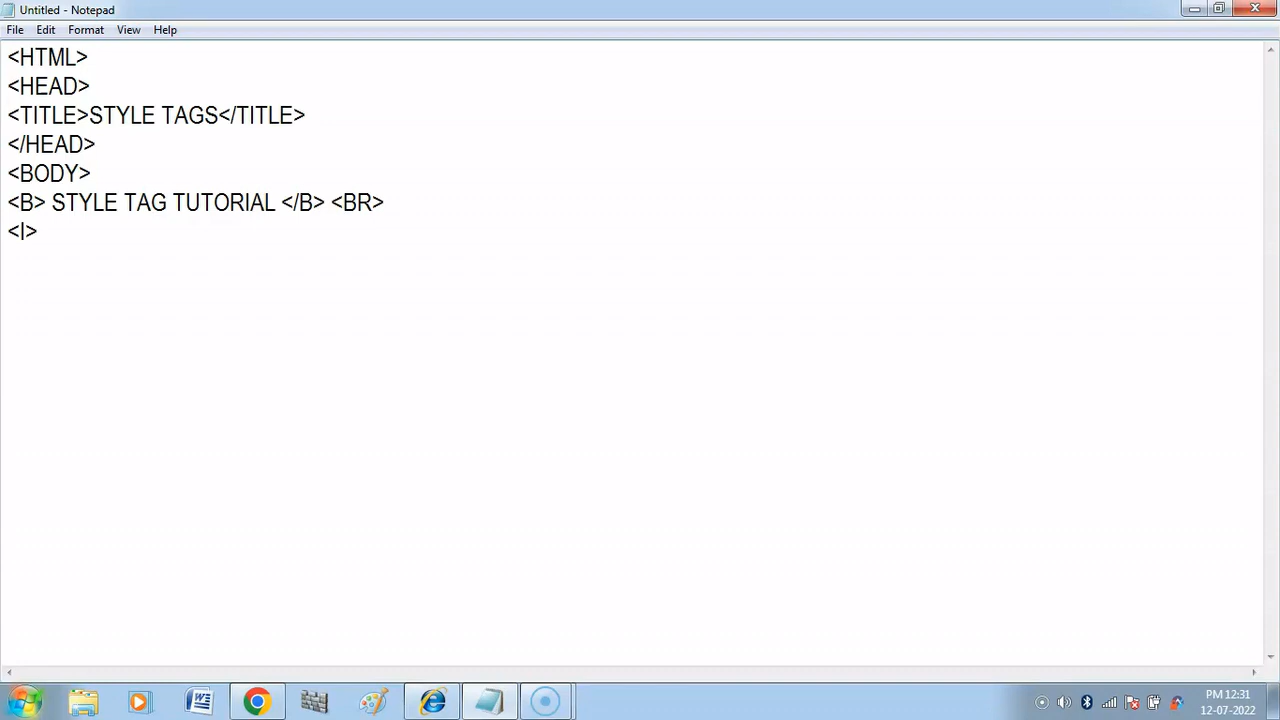 Untitled - Notepad
File Edit Format View Help
<HTML>
<HEAD>
<TITLE>STYLE TAGS</TITLE>
</HEAD>
<BODY>
<B> STYLE TAG TUTORIAL </B> <BR>
<I>
PM 12:31
12-07-2022